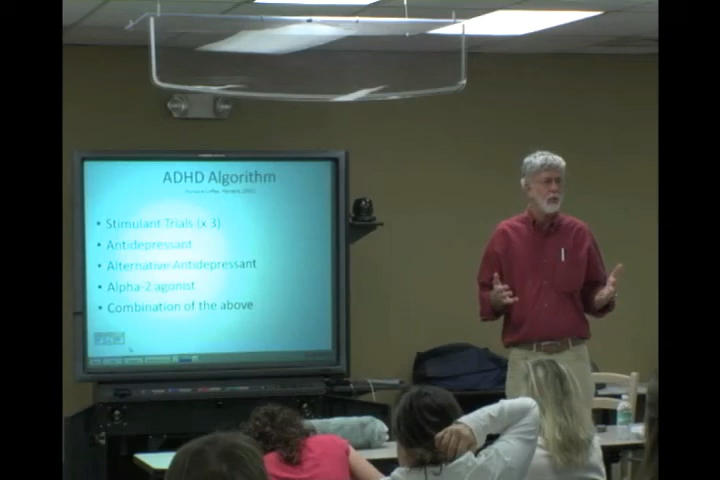 ADHD Algorithm
• Stimulant Trials (x 3)
• Antidepressant
• Alternative Antidepressant
• Alpha-2 agonist
• Combination of the above